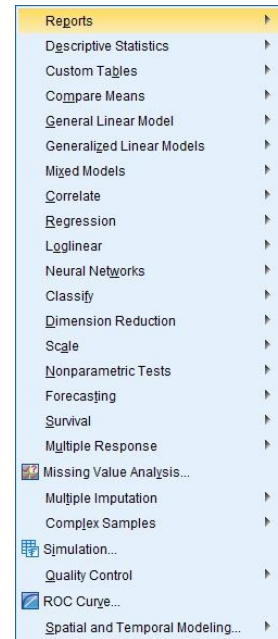 Reports
Descriptive Statistics
Custom Tables
Compare Means
General Linear Model
Generalized Linear Models
Mixed Models
Correlate
Regression
Loglinear
Neural Networks
Classify
Dimension Reduction
Scale
Nonparametric Tests
Forecasting
Survival
Multiple Response
Missing Value Analysis...
Multiple Imputation
Complex Samples
Simulation...
Quality Control
ROC Curve...
Spatial and Temporal Modeling...